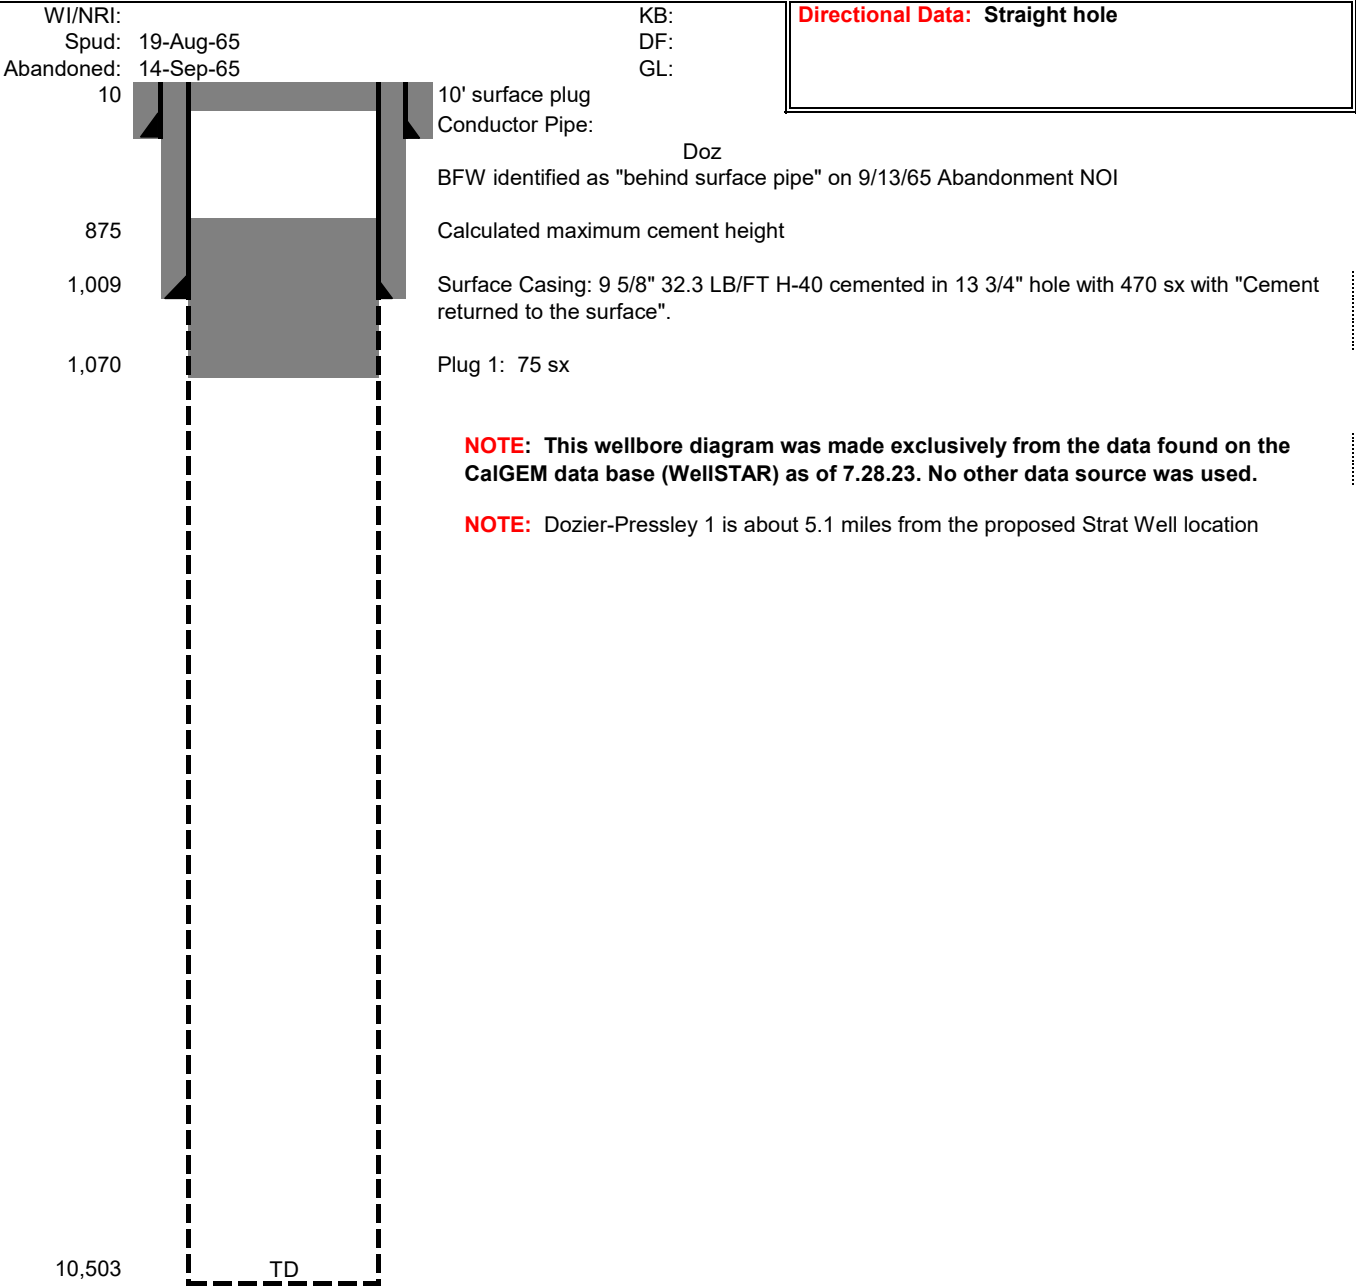 WI/NRI: KB: Directional Data: Straight hole
Spud: 19-Aug-65 DF:
Abandoned: 14-Sep-65 GL:
10 10' surface plug
Conductor Pipe:
Doz
BFW identified as "behind surface pipe" on 9/13/65 Abandonment NOI
875 Calculated maximum cement height
1,009 Surface Casing: 9 5/8" 32.3 LB/FT H-40 cemented in 13 3/4" hole with 470 sx with "Cement
returned to the surface".
1,070 Plug 1: 75 sx
NOTE: This wellbore diagram was made exclusively from the data found on the
CalGEM data base (WellSTAR) as of 7.28.23. No other data source was used.
NOTE: Dozier-Pressley 1 is about 5.1 miles from the proposed Strat Well location
10,503 TD